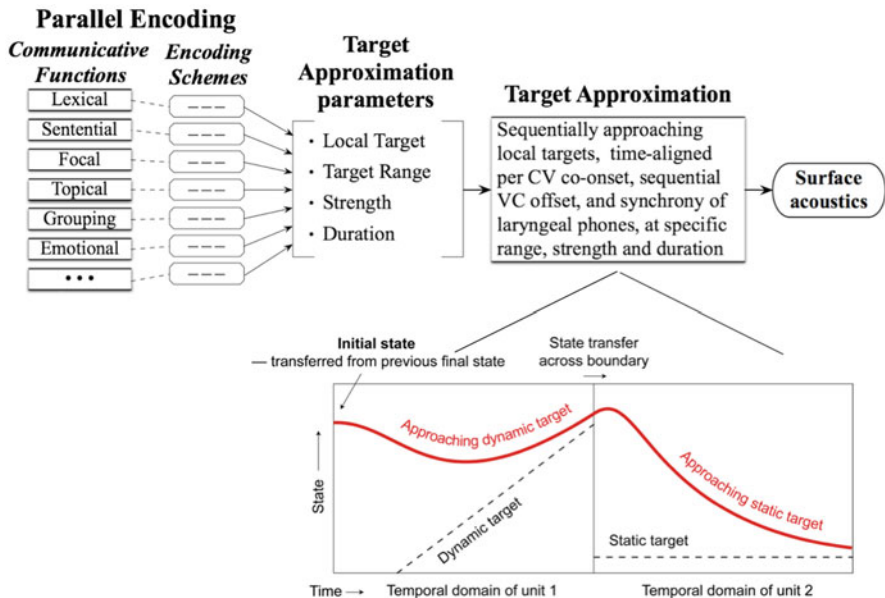 Parallel Encoding
Communicative
Functions
Encoding
Schemes
Lexical
Sentential
Focal
Topical
Grouping
Emotional
• • •
Target
Approximation
parameters
· Local Target
· Target Range
· Strength
· Duration
Target Approximation
Sequentially approaching
local targets, time-aligned
per CV co-onset, sequential
VC offset, and synchrony of
laryngeal phones, at specific
range, strength and duration
Surface
acoustics
Initial state
— transferred from previous final state
State transfer
across boundary
Approaching dynamic target
Approaching static target
Dynamic target
Static target
State
Time
Temporal domain of unit 1
Temporal domain of unit 2